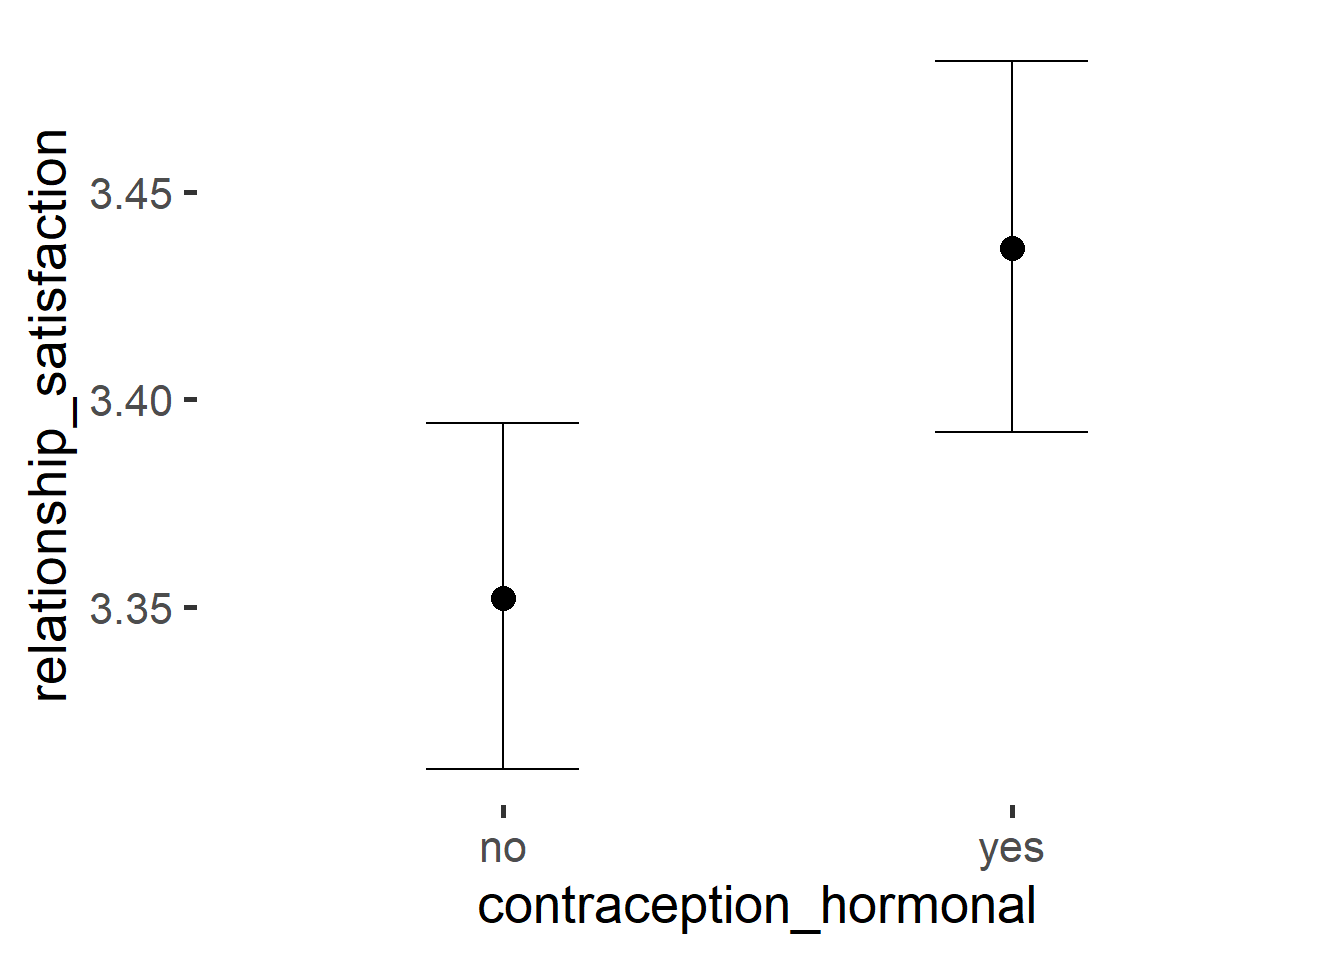 relationship_satisfaction
3.45
3.40
3.35
no
yes
contraception_hormonal